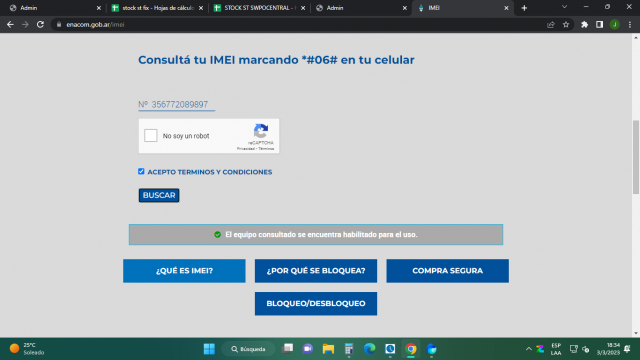 Admin
stock st fix - Hojas de cálculo
STOCK ST SWPOCENTRAL - H
Admin
IMEI
enacom.gob.ar/imei
J
Consultá tu IMEI marcando *#06# en tu celular
Nº 356772089897
No soy un robot
reCAPTCHA
Privacidad - Términos
ACEPTO TERMINOS Y CONDICIONES
BUSCAR
El equipo consultado se encuentra habilitado para el uso.
¿QUÉ ES IMEI?
¿POR QUÉ SE BLOQUEA?
COMPRA SEGURA
BLOQUEO/DESBLOQUEO
25°C
Soleado
Búsqueda
ESP
LAA
18:34
3/3/2023